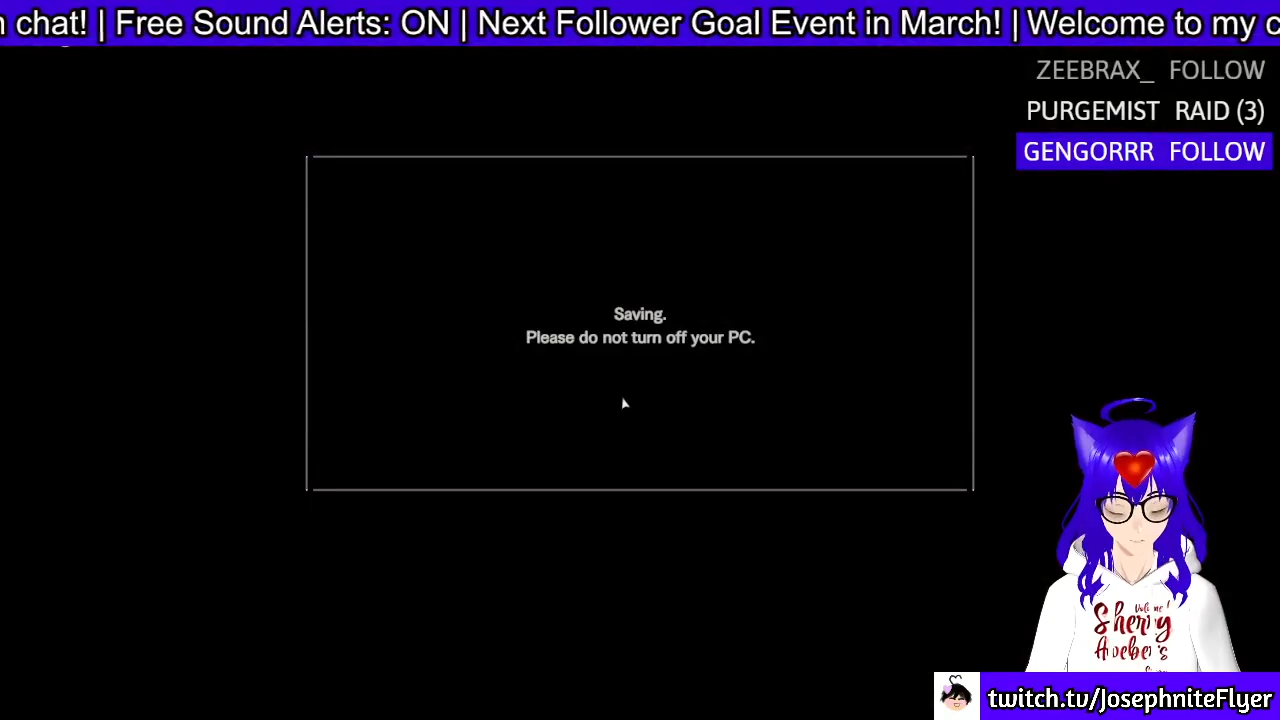 n chat! | Free Sound Alerts: ON | Next Follower Goal Event in March! | Welcome to my c
ZEEBRAX_ FOLLOW
PURGEMIST RAID (3)
GENGORRR FOLLOW
Saving.
Please do not turn off your PC.
Sherry
twitch.tv/JosephniteFlyer